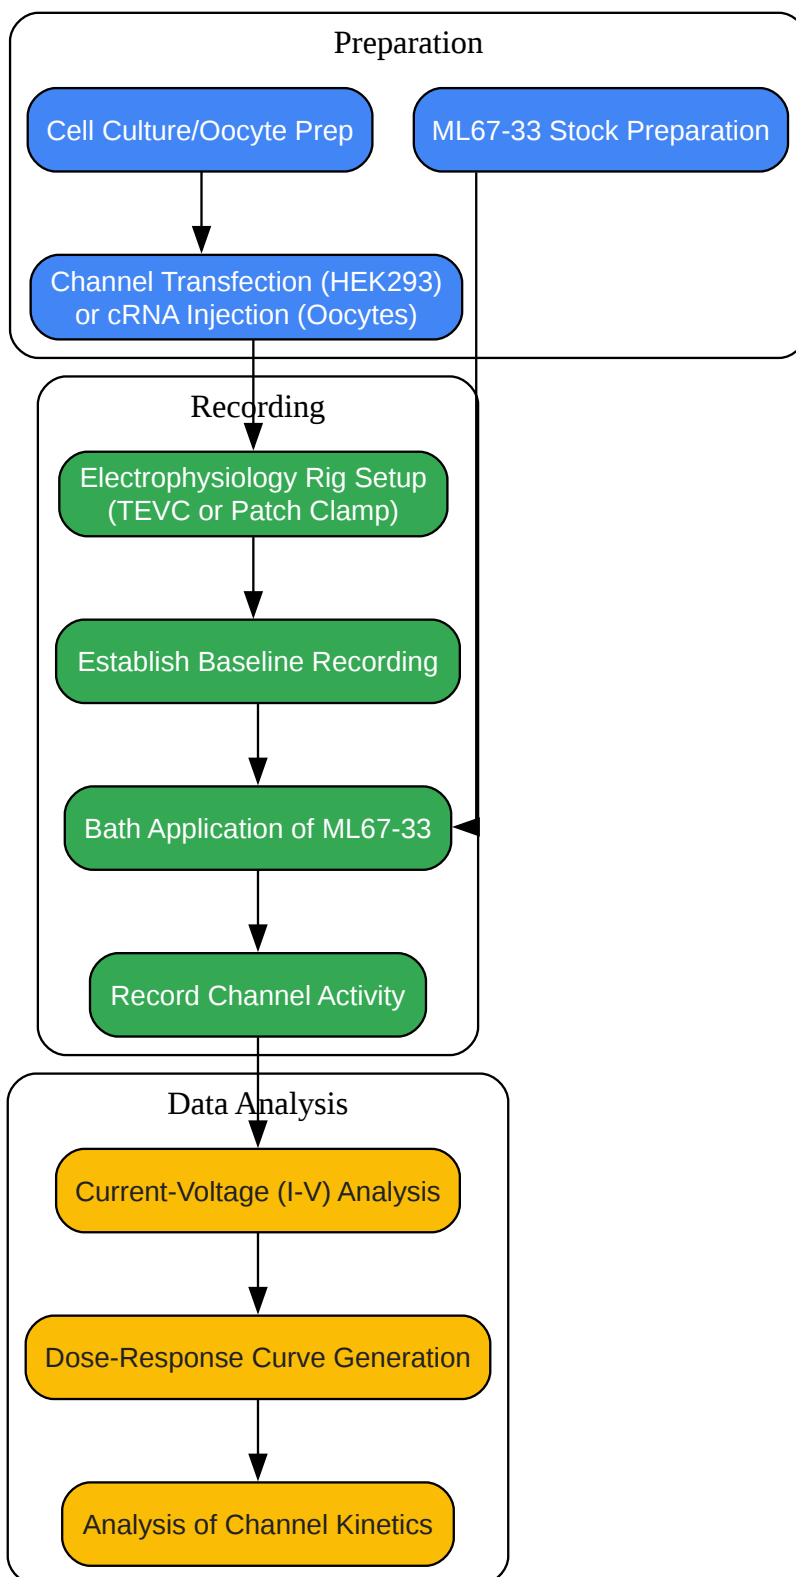 Preparation
Cell Culture/Oocyte Prep
ML67-33 Stock Preparation
Channel Transfection (HEK293)
or cRNA Injection (Oocytes)
Recording
Electrophysiology Rig Setup
(TEVC or Patch Clamp)
Establish Baseline Recording
Bath Application of ML67-33
Record Channel Activity
Data Analysis
Current-Voltage (I-V) Analysis
Dose-Response Curve Generation
Analysis of Channel Kinetics